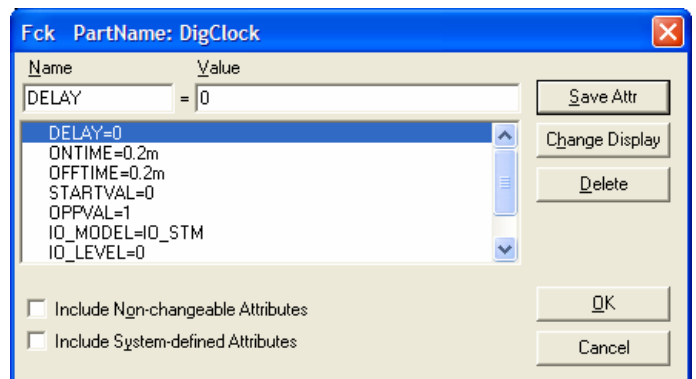 Fck PartName: DigClock
Name Value
DELAY = 0
Save Attr
DELAY=0
ONTIME=0.2m
OFFTIME=0.2m
STARTVAL=0
OPPVAL=1
IO_MODEL=IO_STM
IO_LEVEL=0
Change Display
Delete
Include Non-changeable Attributes
Include System-defined Attributes
OK
Cancel